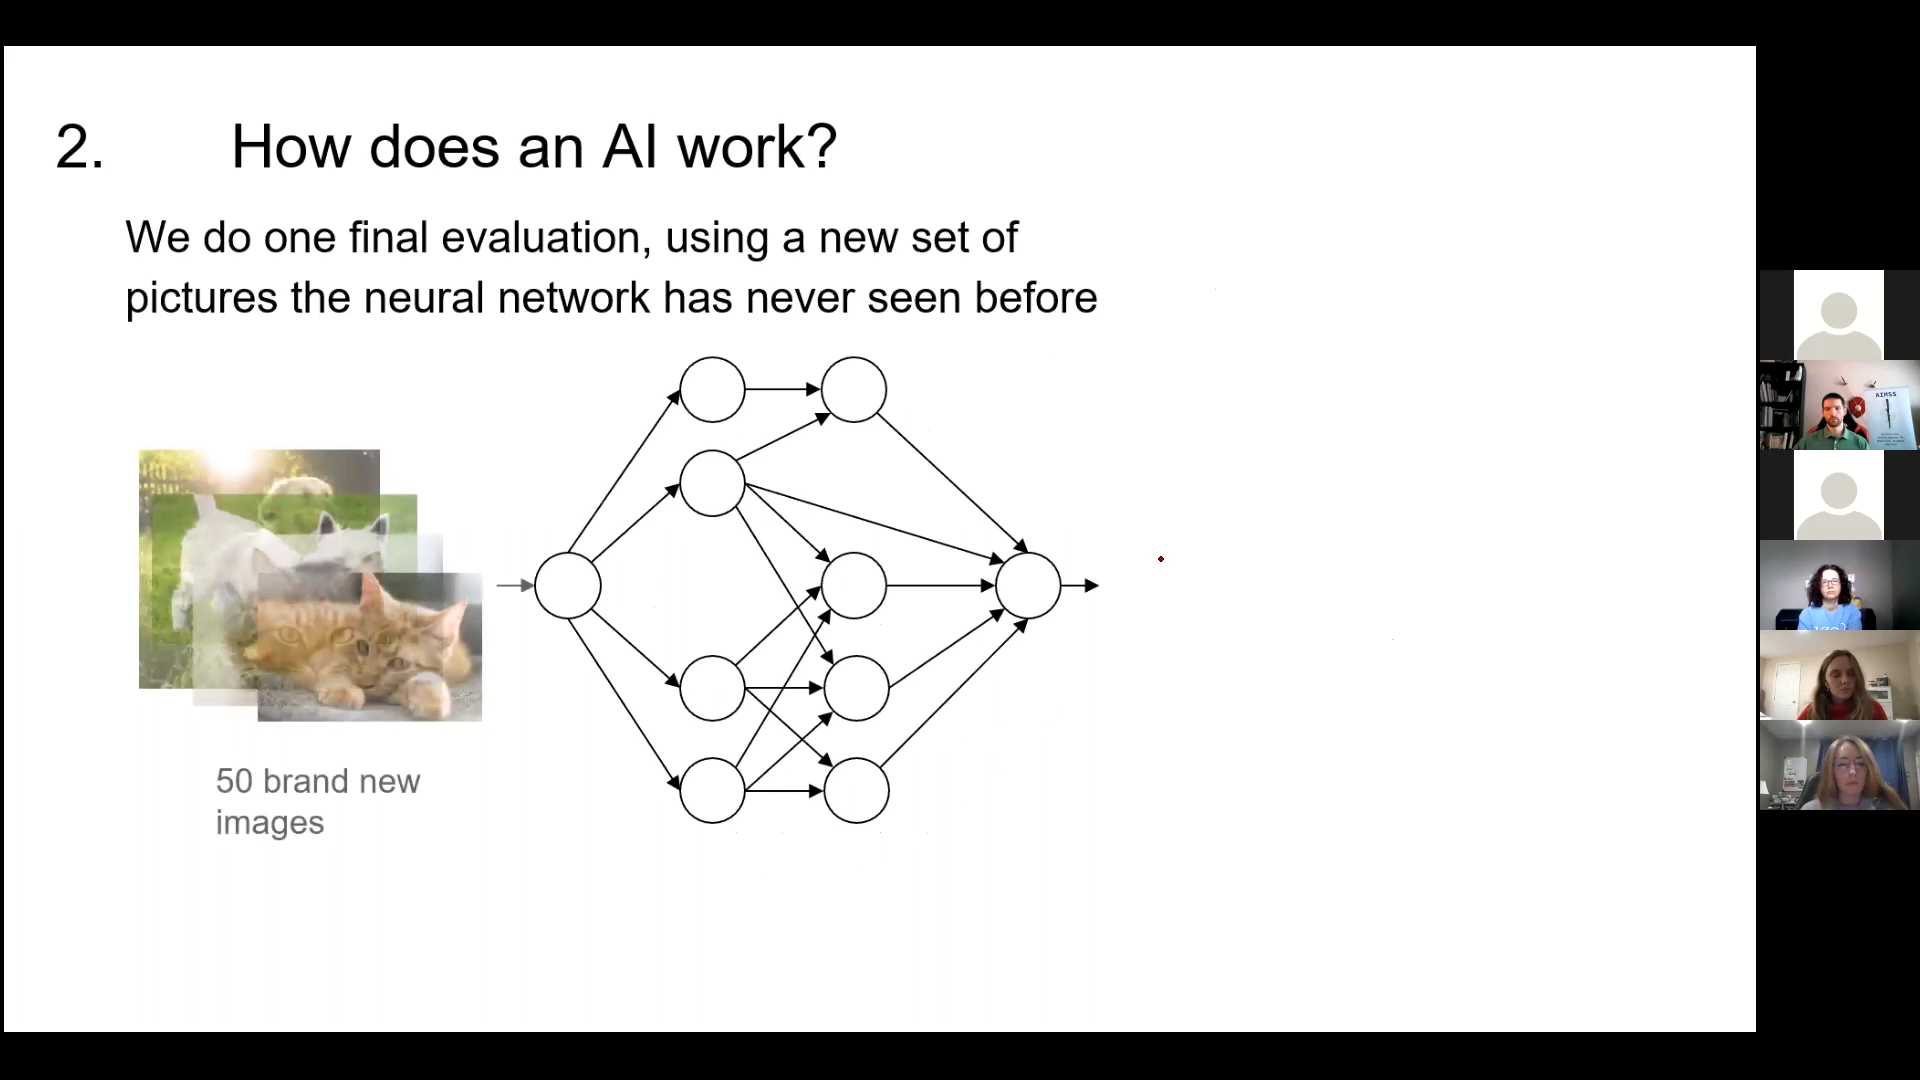 2. How does an AI work?
We do one final evaluation, using a new set of
pictures the neural network has never seen before
50 brand new
images
AIMSS